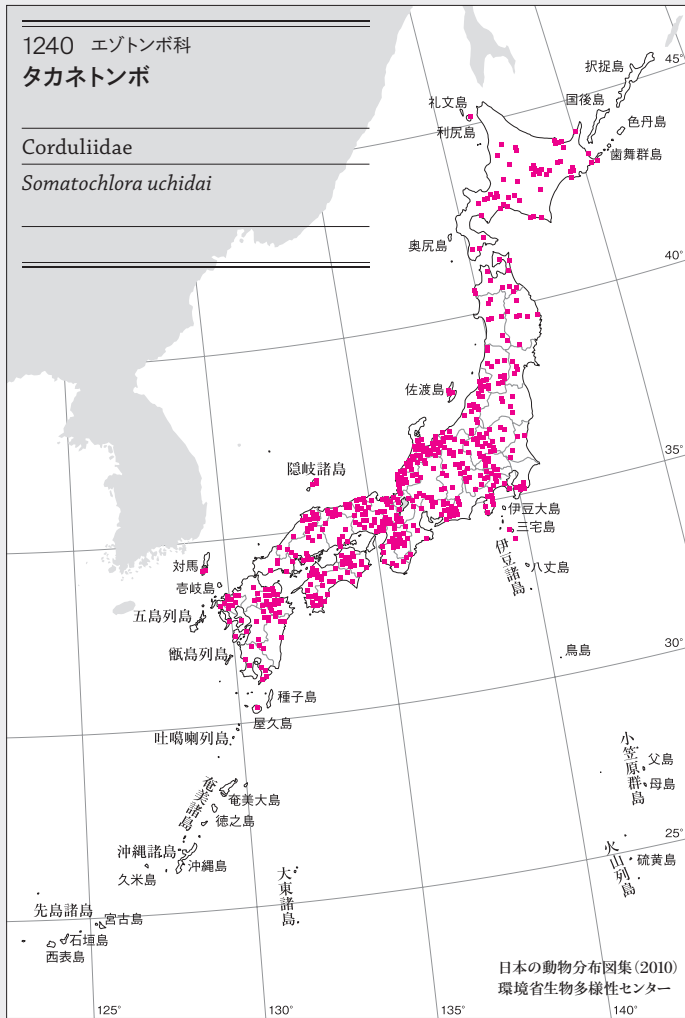 1240 エゾトンボ科
タカネトンボ
Corduliidae
Somatochlora uchidai
45°
択捉島
国後島
礼文島
色丹島
利尻島
歯舞群島
奥尻島
40°
佐渡島
35°
隠岐諸島
伊豆大島
三宅島
伊豆諸島
八丈島
対馬
壱岐島
五島列島
甑島列島
鳥島
30°
種子島
屋久島
吐噶喇列島
小笠原群島
父島
母島
奄美諸島
奄美大島
徳之島
25°
沖縄諸島
沖縄島
久米島
火山列島
硫黄島
大東諸島
先島諸島
宮古島
石垣島
西表島
日本の動物分布図集(2010)
環境省生物多様性センター
125°
130°
135°
140°